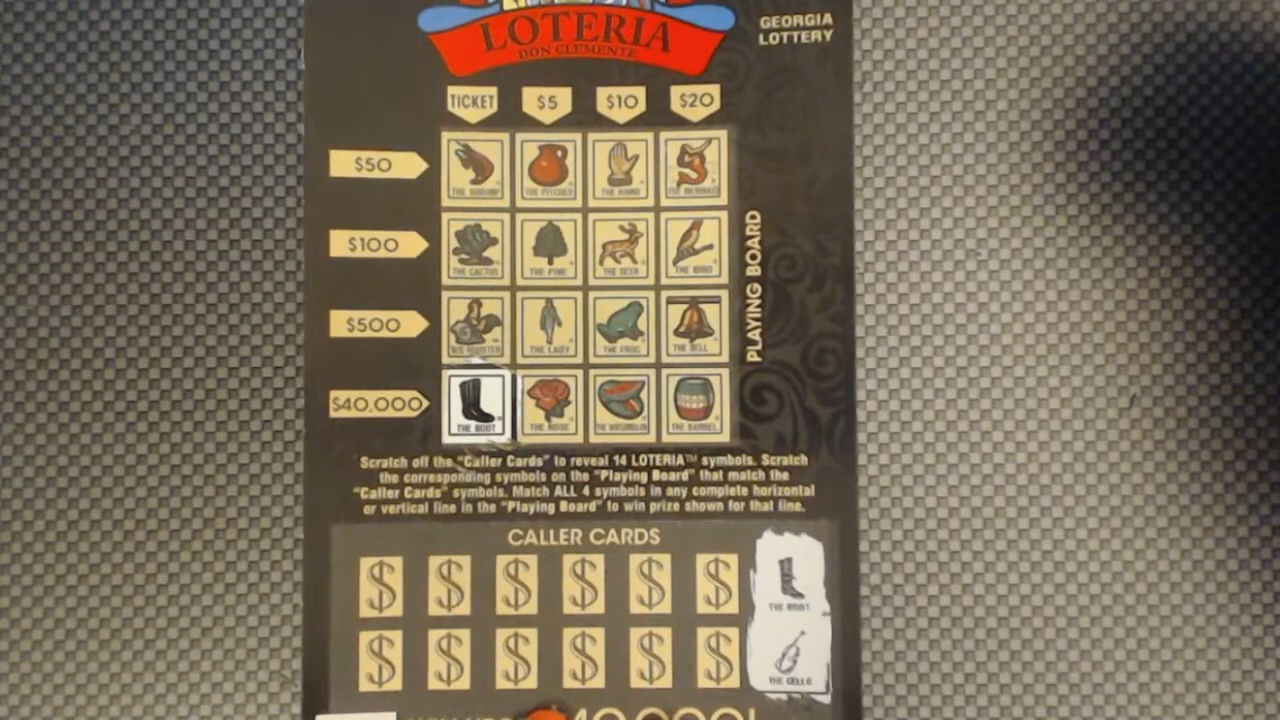 LOTERIA
DON CLEMENTE
GEORGIA
LOTTERY
TICKET $5 $10 $20
$50
THE SHRIMP THE PITCHER THE HAND THE MERMAID
$100
THE CACTUS THE PINE THE DEER THE BIRD
$500
THE ROOSTER THE LADY THE FROG THE BELL
$40,000
THE BOOT THE ROSE THE WATERMELON THE BARREL
PLAYING BOARD
Scratch off the "Caller Cards" to reveal 14 LOTERIA™ symbols. Scratch
the corresponding symbols on the "Playing Board" that match the
"Caller Cards" symbols. Match ALL 4 symbols in any complete horizontal
or vertical line in the "Playing Board" to win prize shown for that line.
CALLER CARDS
$ $ $ $ $ $
THE BOOT
$ $ $ $ $ $
THE CELLO
$40,000!